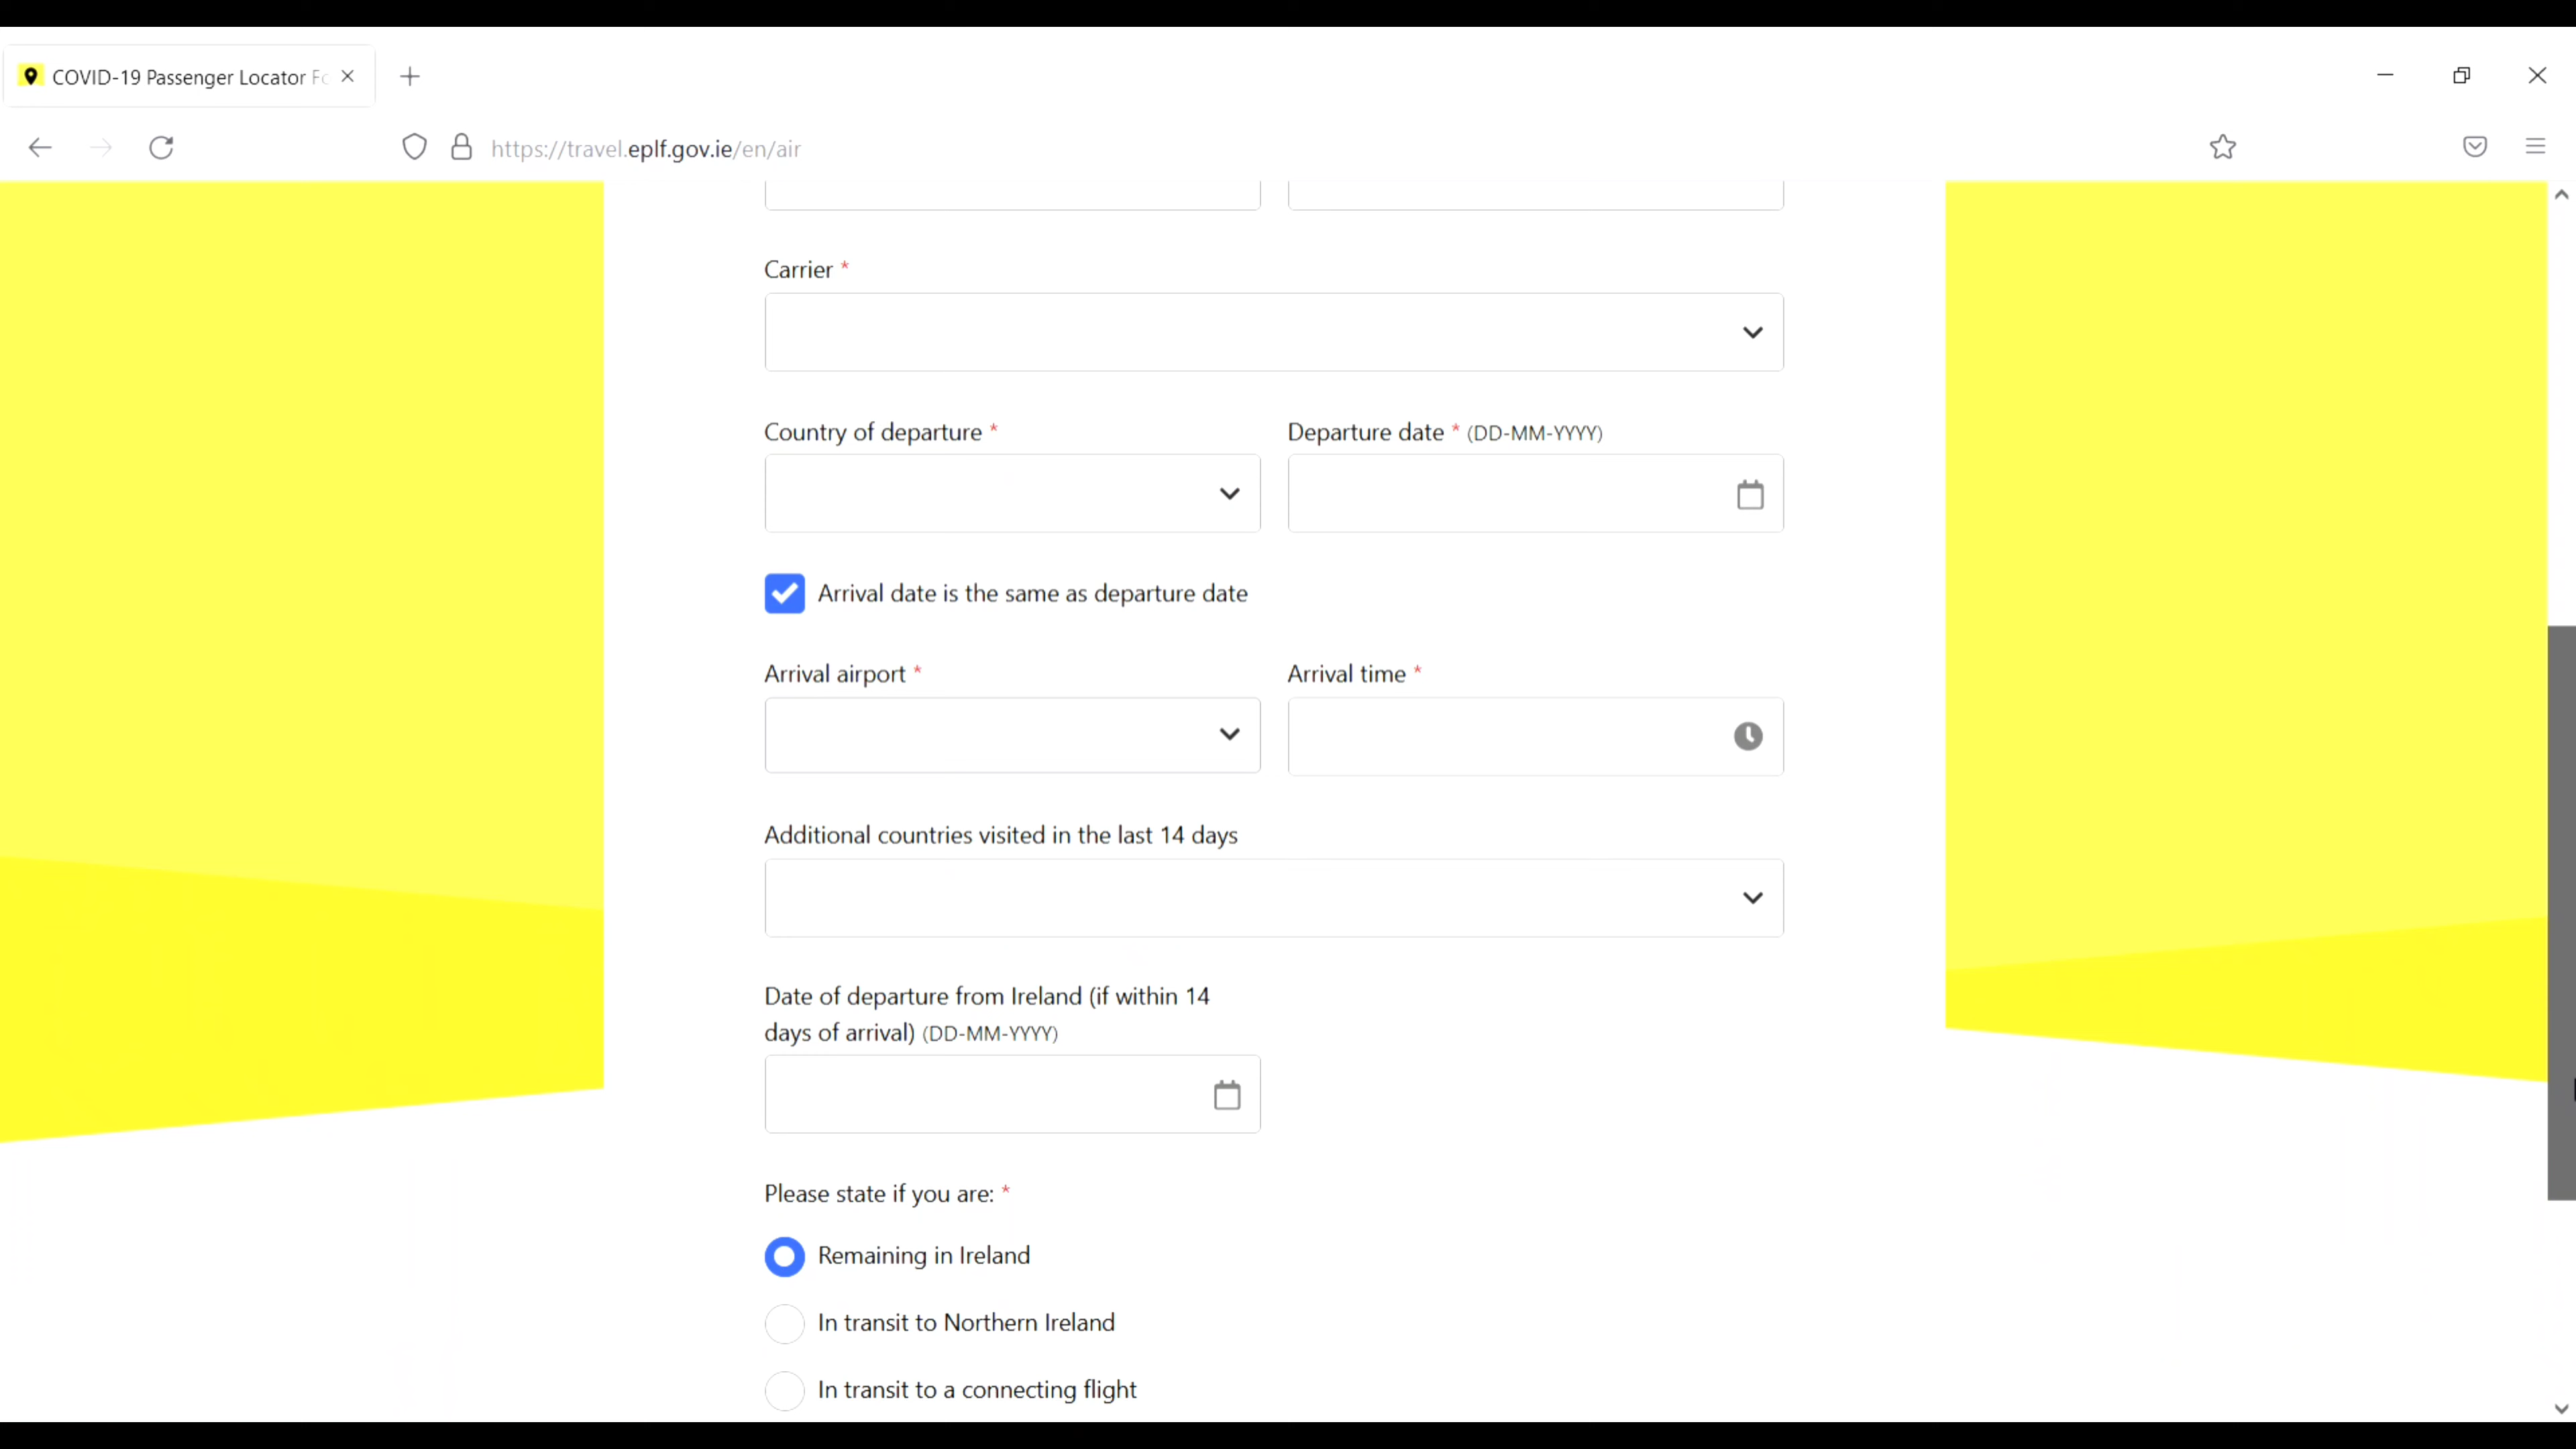 COVID-19 Passenger Locator Fo
https://travel.eplf.gov.ie/en/air
Carrier *
Country of departure *
Departure date * (DD-MM-YYYY)
Arrival date is the same as departure date
Arrival airport *
Arrival time *
Additional countries visited in the last 14 days
Date of departure from Ireland (if within 14
days of arrival) (DD-MM-YYYY)
Please state if you are: *
Remaining in Ireland
In transit to Northern Ireland
In transit to a connecting flight